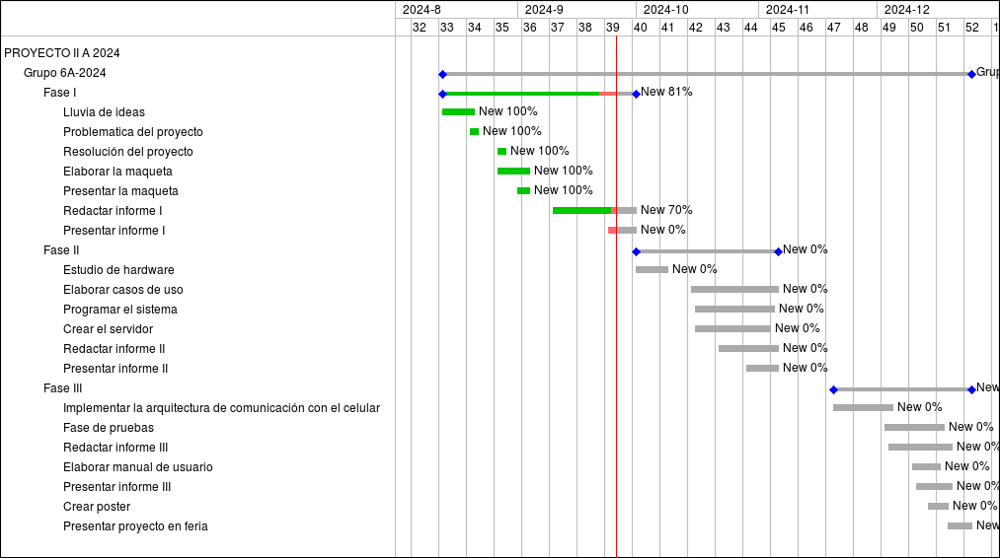 2024-8 2024-9 2024-10 2024-11 2024-12
32 33 34 35 36 37 38 39 40 41 42 43 44 45 46 47 48 49 50 51 52 1
PROYECTO II A 2024
Grupo 6A-2024 Grup
Fase I New 81%
Lluvia de ideas New 100%
Problematica del proyecto New 100%
Resolución del proyecto New 100%
Elaborar la maqueta New 100%
Presentar la maqueta New 100%
Redactar informe I New 70%
Presentar informe I New 0%
Fase II New 0%
Estudio de hardware New 0%
Elaborar casos de uso New 0%
Programar el sistema New 0%
Crear el servidor New 0%
Redactar informe II New 0%
Presentar informe II New 0%
Fase III New
Implementar la arquitectura de comunicación con el celular New 0%
Fase de pruebas New 0%
Redactar informe III New 0%
Elaborar manual de usuario New 0%
Presentar informe III New 0%
Crear poster New 0%
Presentar proyecto en feria New